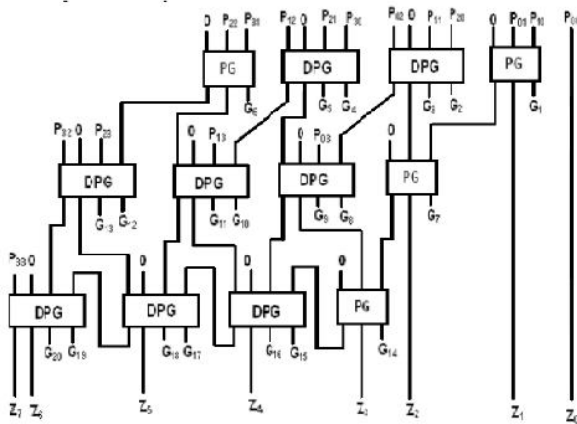 0 P22 P31 P12 0 P21 P30 P02 0 P11 P20 0 P01 P10
PG DPG DPG PG
G6 G5 G4 G3 G2 G1
P32 0 P23 0 P13 0 P03 0
DPG DPG DPG PG
G13 G12 G11 G10 G9 G8 G7
P33 0 0 0 0
DPG DPG DPG PG
G20 G19 G18 G17 G16 G15 G14
Z7 Z6 Z5 Z4 Z3 Z2 Z1 Z0